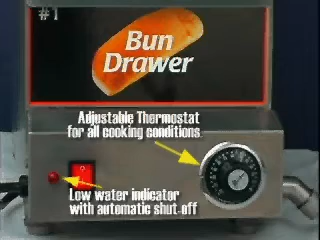 #1
Bun
Drawer
Adjustable Thermostat
for all cooking conditions
Low water indicator
with automatic shut-off